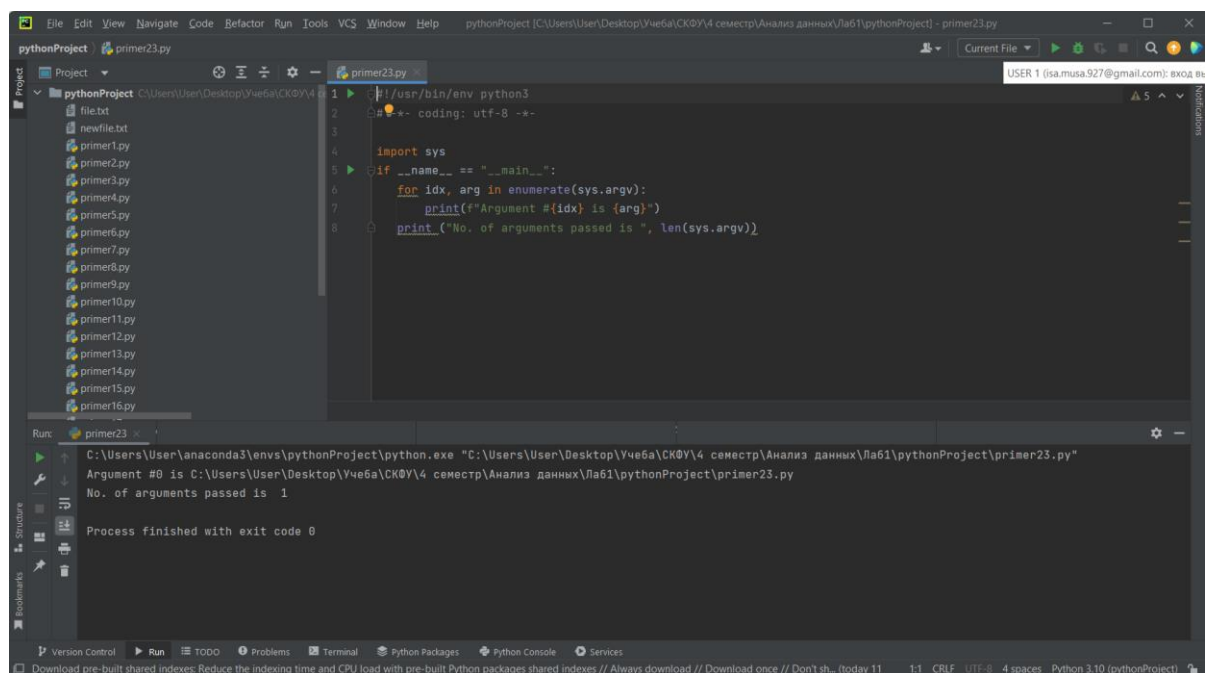 File Edit View Navigate Code Refactor Run Tools VCS Window Help pythonProject [C:\Users\User\Desktop\Учеба\СКФУ\4 семестр\Анализ данных\Лаб1\pythonProject] - primer23.py
pythonProject primer23.py Current File
Project primer23.py USER 1 (isa.musa.927@gmail.com): вход
pythonProject C:\Users\User\Desktop\Учеба\СКФУ\4
file.txt
newfile.txt
primer1.py
primer2.py
primer3.py
primer4.py
primer5.py
primer6.py
primer7.py
primer8.py
primer9.py
primer10.py
primer11.py
primer12.py
primer13.py
primer14.py
primer15.py
primer16.py
1 #!/usr/bin/env python3
2 # -*- coding: utf-8 -*-
3
4 import sys
5 if __name__ == "__main__":
6 for idx, arg in enumerate(sys.argv):
7 print(f"Argument #{idx} is {arg}")
8 print ("No. of arguments passed is ", len(sys.argv))
5
Project
Notifications
Run: primer23
C:\Users\User\anaconda3\envs\pythonProject\python.exe "C:\Users\User\Desktop\Учеба\СКФУ\4 семестр\Анализ данных\Лаб1\pythonProject\primer23.py"
Argument #0 is C:\Users\User\Desktop\Учеба\СКФУ\4 семестр\Анализ данных\Лаб1\pythonProject\primer23.py
No. of arguments passed is  1
Process finished with exit code 0
Structure
Bookmarks
Version Control Run TODO Problems Terminal Python Packages Python Console Services
Download pre-built shared indexes: Reduce the indexing time and CPU load with pre-built Python packages shared indexes // Always download // Download once // Don't sh... (today 11 1:1 CRLF UTF-8 4 spaces Python 3.10 (pythonProject)